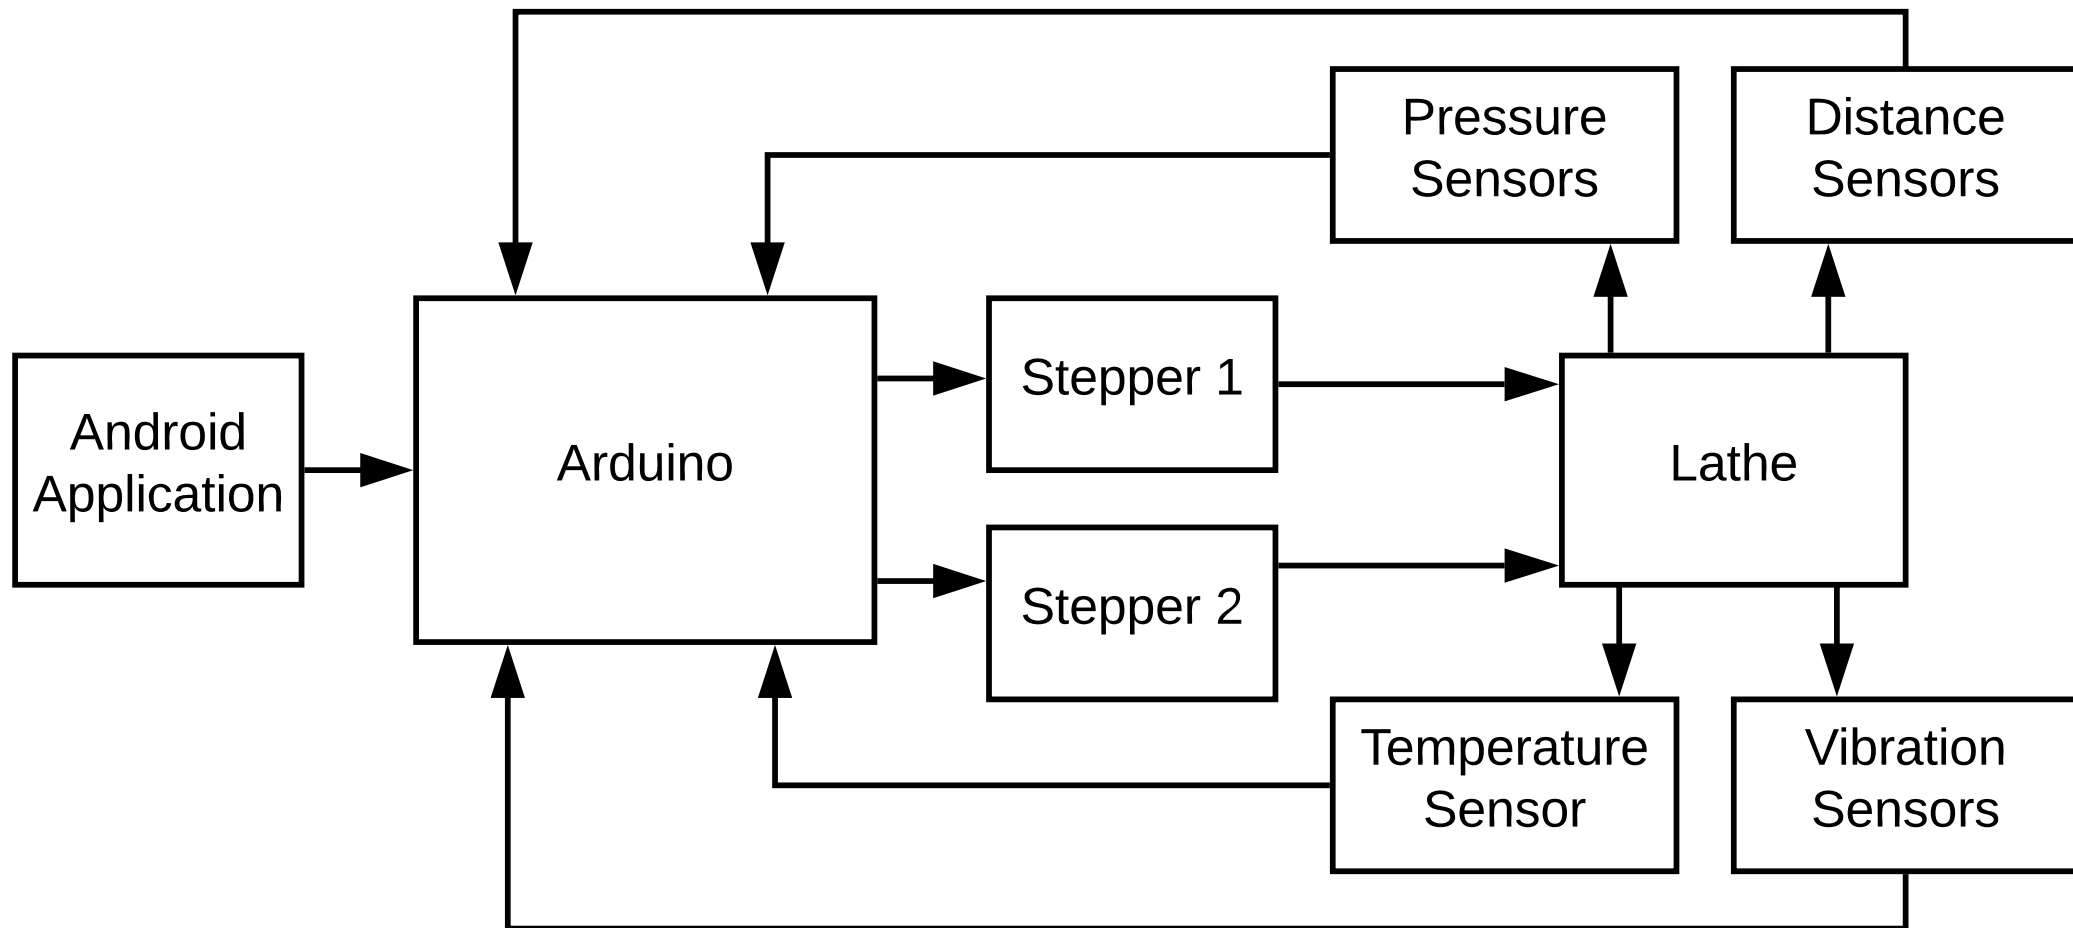 Pressure
Sensors
Distance
Sensors
Android
Application
Arduino
Stepper 1
Stepper 2
Lathe
Temperature
Sensor
Vibration
Sensors